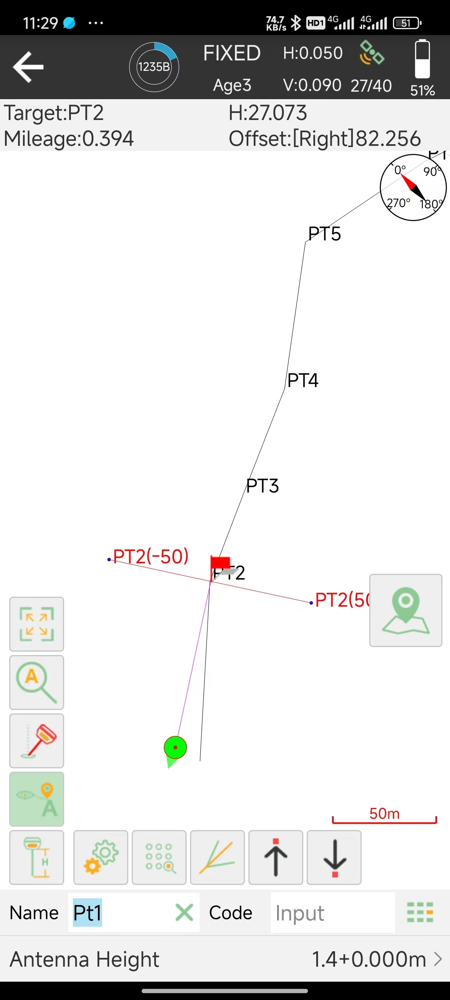 11:29 ... 74.7 KB/s HD1 4G 4G 51
1235B FIXED H:0.050
Age3 V:0.090 27/40 51%
Target:PT2 H:27.073
Mileage:0.394 Offset:[Right]82.256
0° 90°
270° 180°
PT5
PT4
PT3
PT2(-50)
PT2
PT2(50
A
A
H
50m
Name Pt1 Code Input
Antenna Height 1.4+0.000m